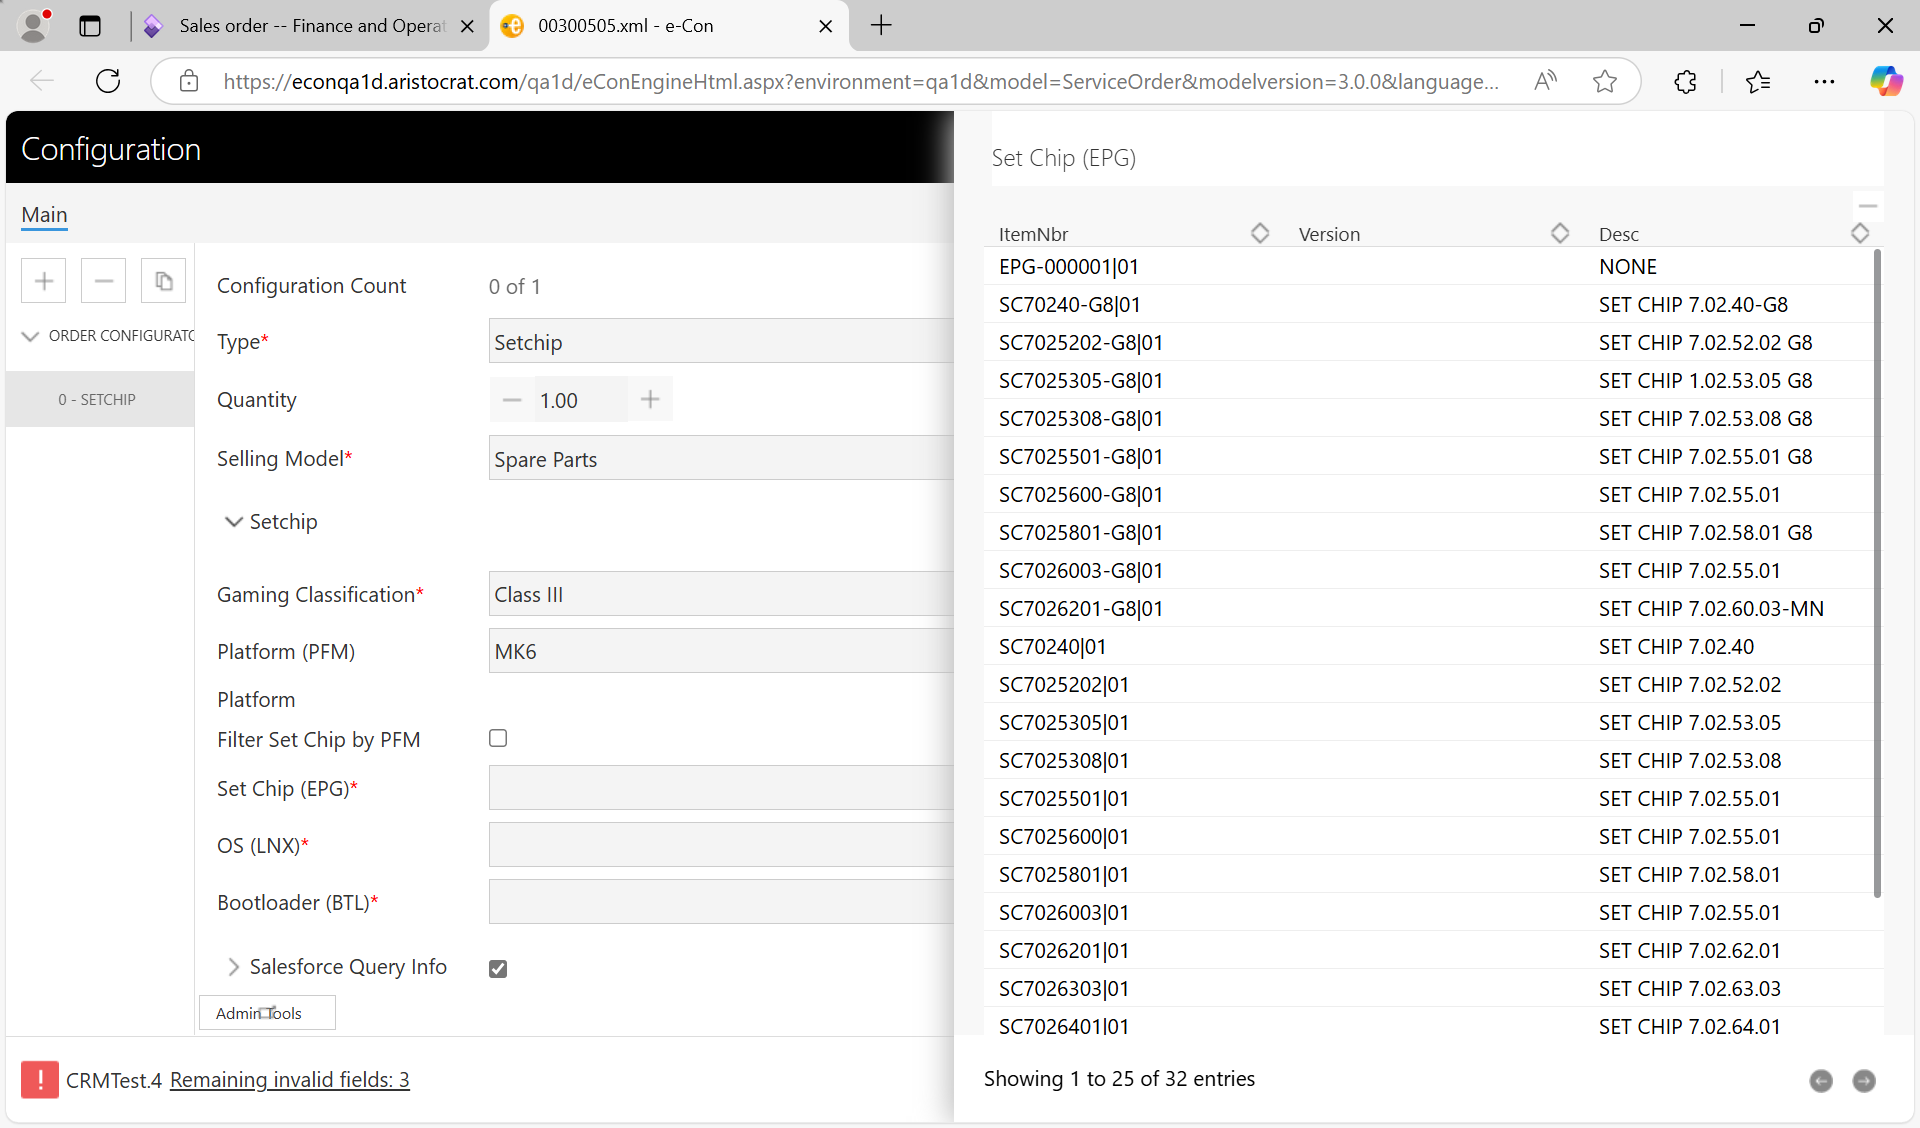 Sales order -- Finance and Operat
00300505.xml - e-Con
https://econqa1d.aristocrat.com/qa1d/eConEngineHtml.aspx?environment=qa1d&model=ServiceOrder&modelversion=3.0.0&language...
Configuration
Main
ORDER CONFIGURATO
0 - SETCHIP
Configuration Count 0 of 1
Type* Setchip
Quantity 1.00
Selling Model* Spare Parts
Setchip
Gaming Classification* Class III
Platform (PFM) MK6
Platform
Filter Set Chip by PFM
Set Chip (EPG)*
OS (LNX)*
Bootloader (BTL)*
Salesforce Query Info
Admin Tools
CRMTest.4 Remaining invalid fields: 3
Set Chip (EPG)
ItemNbr Version Desc
EPG-000001|01 NONE
SC70240-G8|01 SET CHIP 7.02.40-G8
SC7025202-G8|01 SET CHIP 7.02.52.02 G8
SC7025305-G8|01 SET CHIP 1.02.53.05 G8
SC7025308-G8|01 SET CHIP 7.02.53.08 G8
SC7025501-G8|01 SET CHIP 7.02.55.01 G8
SC7025600-G8|01 SET CHIP 7.02.55.01
SC7025801-G8|01 SET CHIP 7.02.58.01 G8
SC7026003-G8|01 SET CHIP 7.02.55.01
SC7026201-G8|01 SET CHIP 7.02.60.03-MN
SC70240|01 SET CHIP 7.02.40
SC7025202|01 SET CHIP 7.02.52.02
SC7025305|01 SET CHIP 7.02.53.05
SC7025308|01 SET CHIP 7.02.53.08
SC7025501|01 SET CHIP 7.02.55.01
SC7025600|01 SET CHIP 7.02.55.01
SC7025801|01 SET CHIP 7.02.58.01
SC7026003|01 SET CHIP 7.02.55.01
SC7026201|01 SET CHIP 7.02.62.01
SC7026303|01 SET CHIP 7.02.63.03
SC7026401|01 SET CHIP 7.02.64.01
Showing 1 to 25 of 32 entries